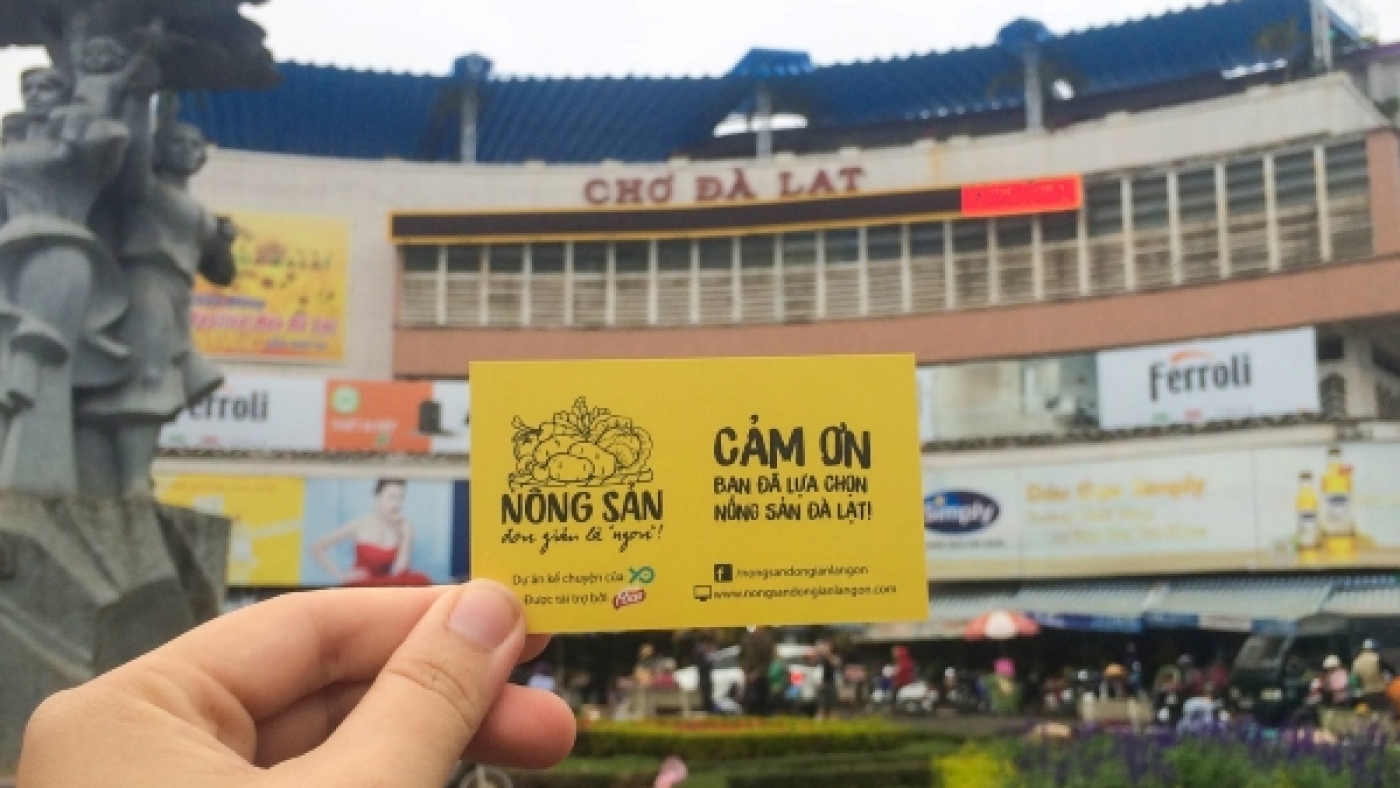 CHỢ ĐÀ LẠT
Ferroli
Ferroli
Simply
NÔNG SẢN
đơn giản là "ngon"!
Dự án kể chuyện của
Được tài trợ bởi
CẢM ƠN
BẠN ĐÃ LỰA CHỌN
NÔNG SẢN ĐÀ LẠT!
/nongsandongianlangon
www.nongsandongianlangon.com